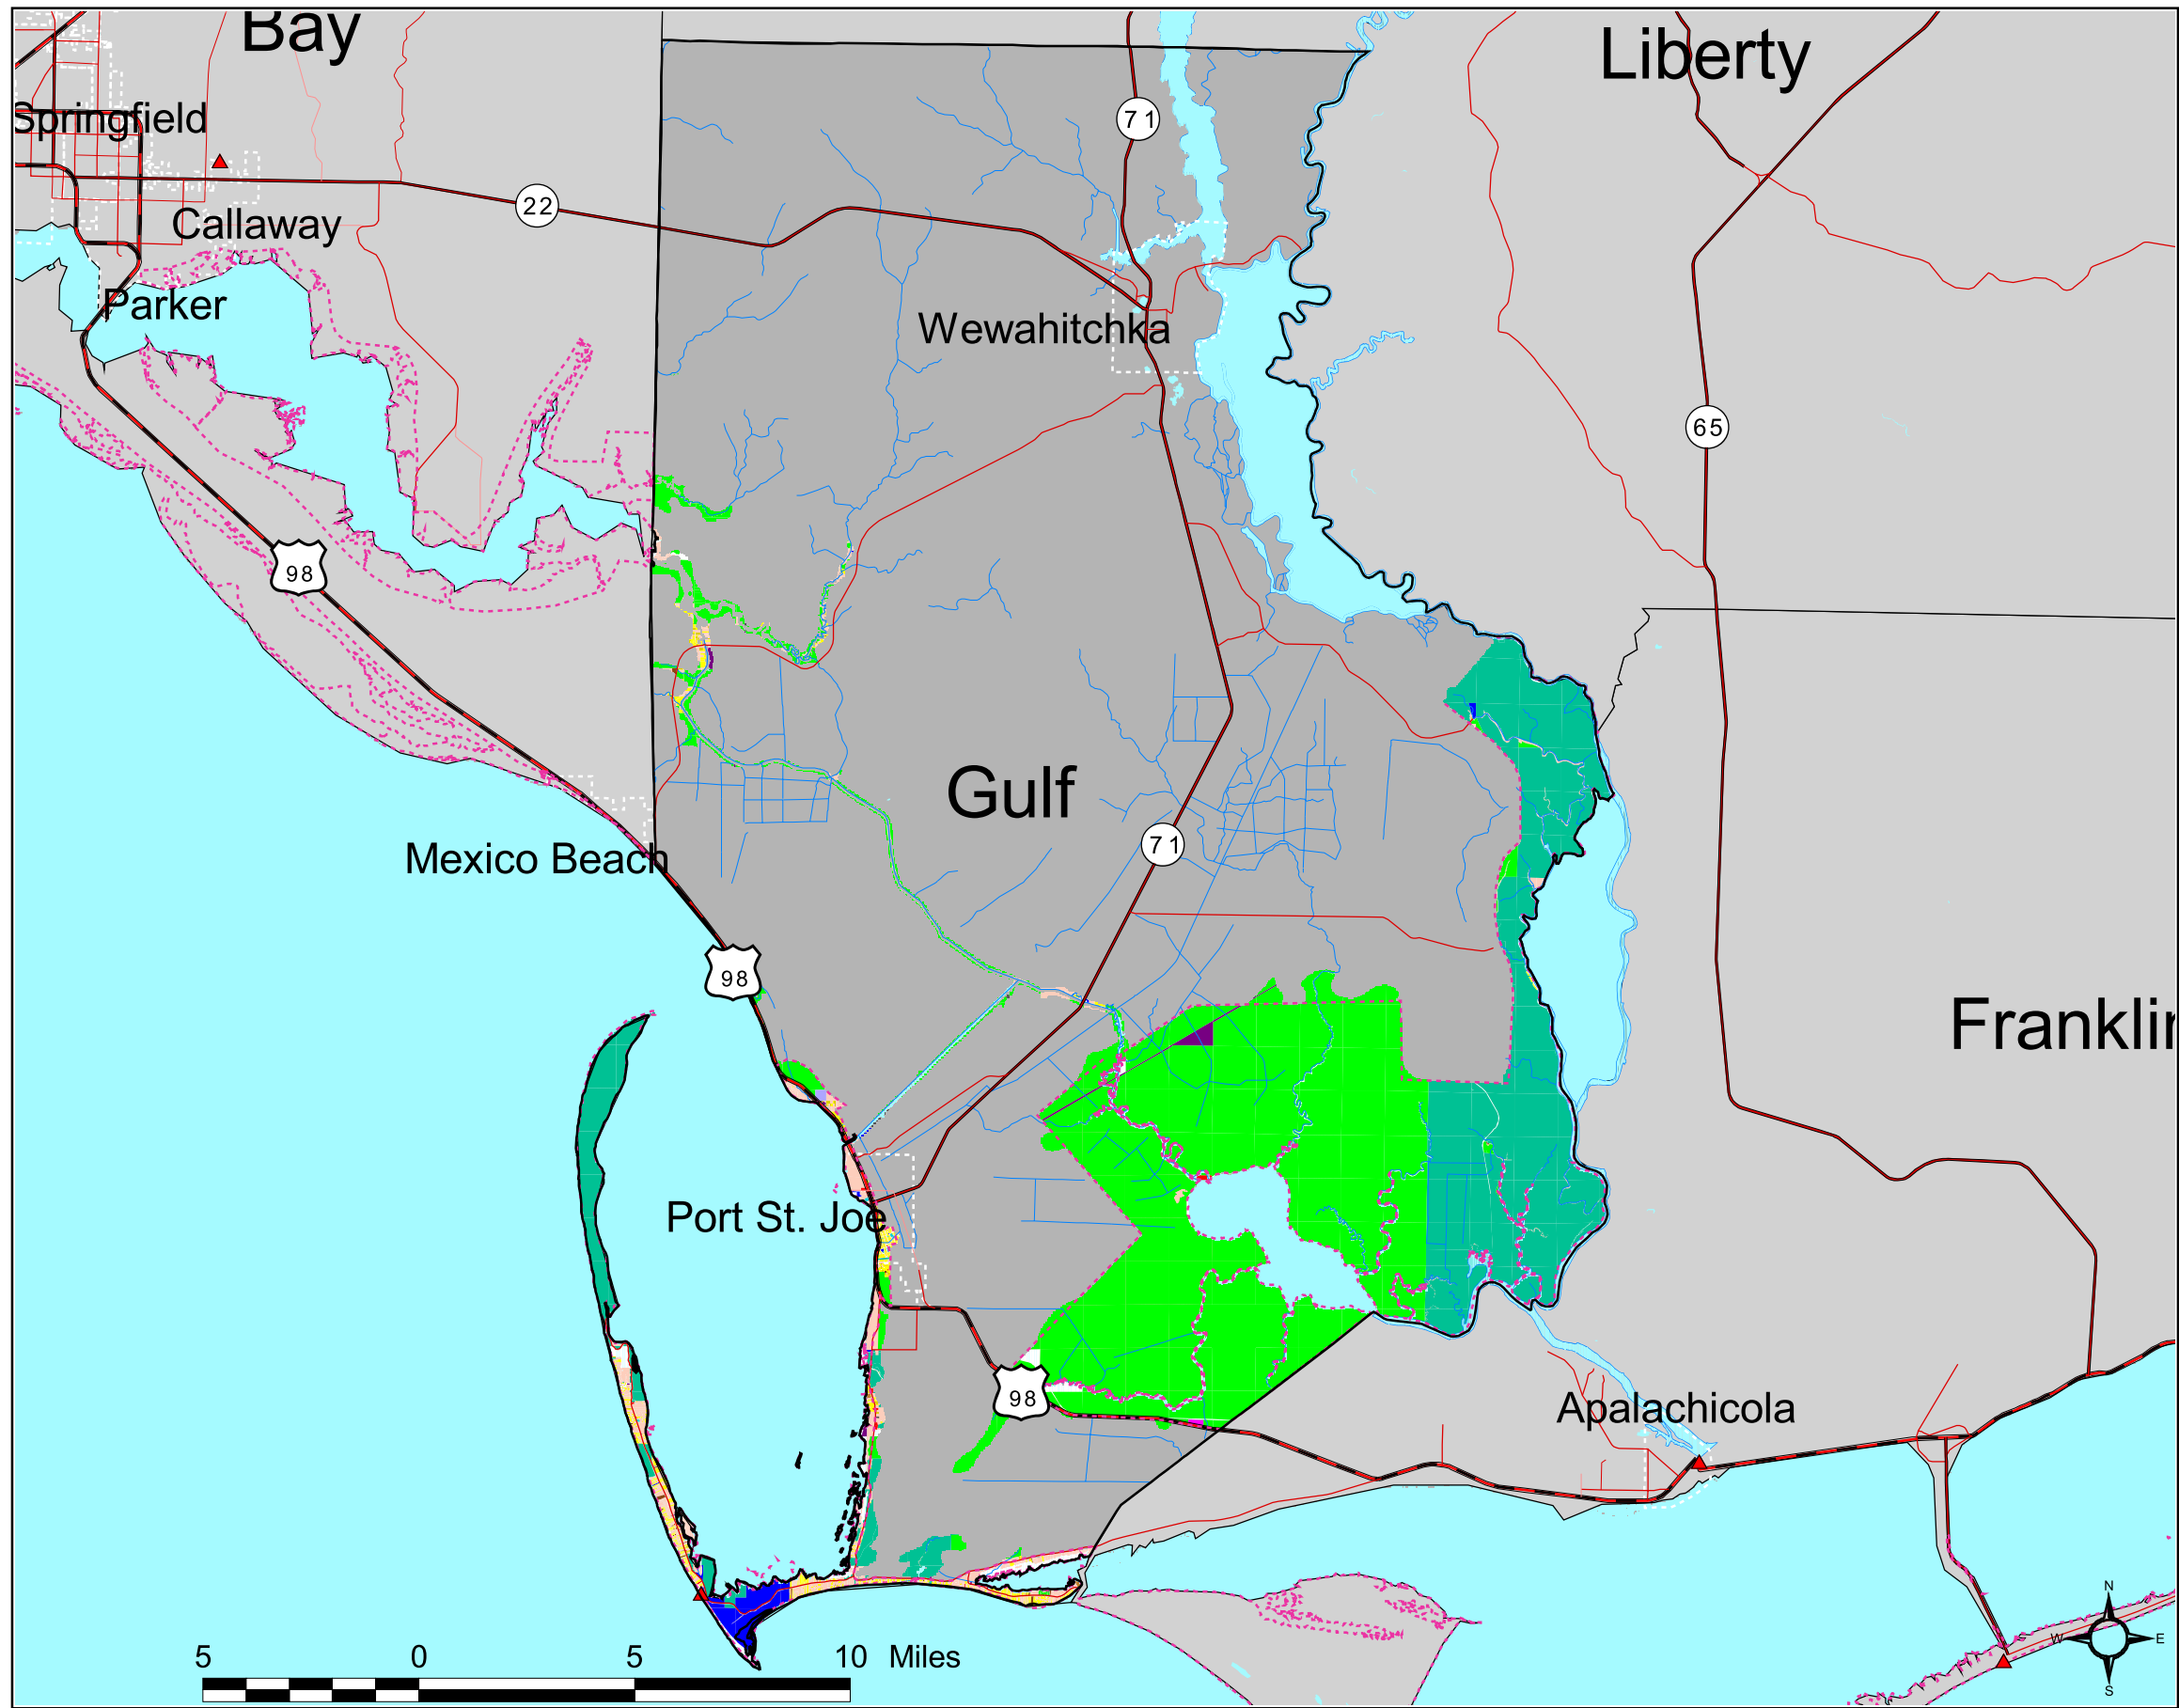 Bay
Liberty
Springfield
71
22
Callaway
Parker
Wewahitchka
65
98
Gulf
71
Mexico Beach
98
Franklin
Port St. Joe
98
Apalachicola
N
W E
S
5 0 5 10 Miles